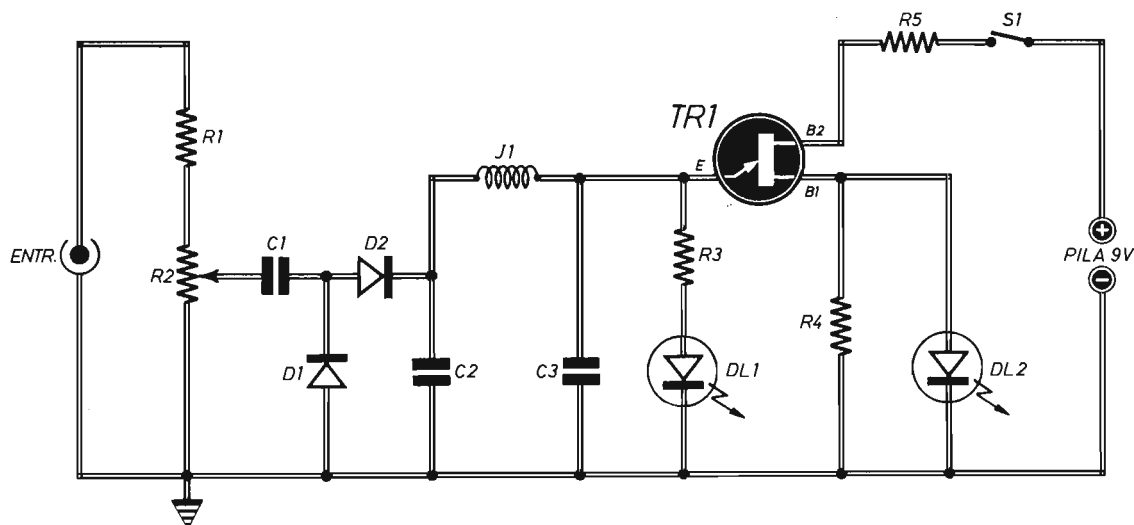 R5
S1
TR1
B2
R1
J1
E
B1
ENTR.
R2
C1
D2
R3
+
PILA 9V
−
R4
D1
C2
C3
DL1
DL2